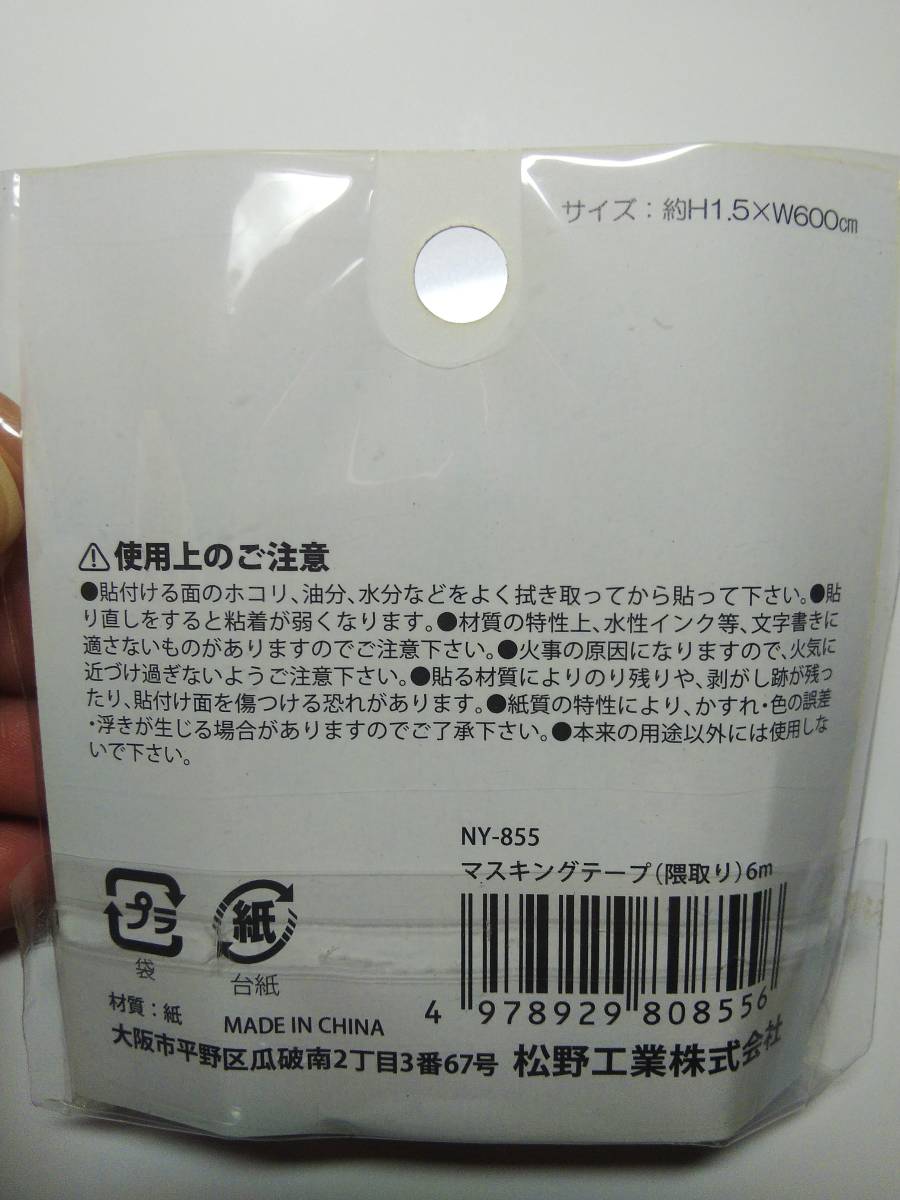 サイズ：約H1.5×W600㎝
⚠使用上のご注意
●貼付ける面のホコリ、油分、水分などをよく拭き取ってから貼って下さい。●貼
り直しをすると粘着が弱くなります。●材質の特性上、水性インク等、文字書きに
適さないものがありますのでご注意下さい。●火事の原因になりますので、火気に
近づけ過ぎないようご注意下さい。●貼る材質によりのり残りや、剥がし跡が残っ
たり、貼付け面を傷つける恐れがあります。●紙質の特性により、かすれ・色の誤差
・浮きが生じる場合がありますのでご了承下さい。●本来の用途以外には使用しな
いで下さい。
NY-855
マスキングテープ（隈取り）6m
プラ
袋
紙
台紙
4 978929 808556
材質：紙
MADE IN CHINA
大阪市平野区瓜破南2丁目3番67号 松野工業株式会社